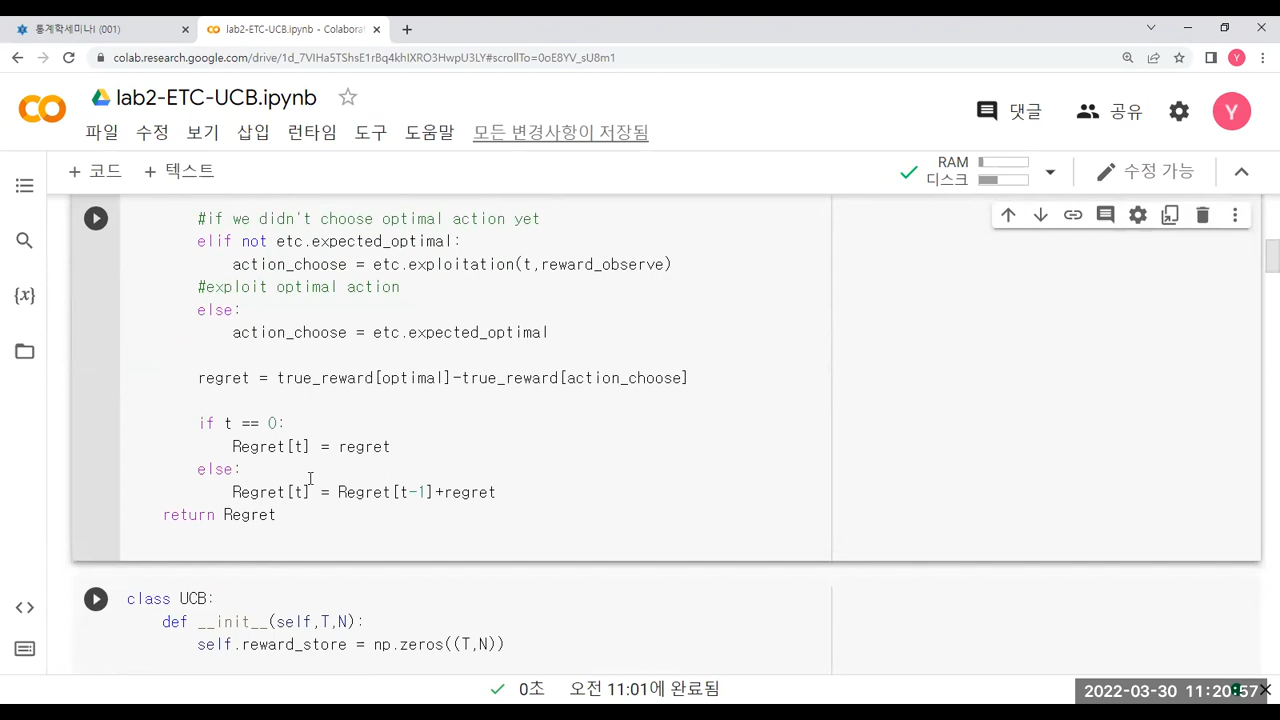 통계학세미나I (001)
lab2-ETC-UCB.ipynb - Colaborat
colab.research.google.com/drive/1d_7VIHa5TShsE1rBq4khIXRO3HwpU3LY#scrollTo=0oE8YV_sU8m1
Y
lab2-ETC-UCB.ipynb
댓글
공유
Y
파일 수정 보기 삽입 런타임 도구 도움말 모든 변경사항이 저장됨
+ 코드 + 텍스트
RAM
디스크
수정 가능
#if we didn't choose optimal action yet
elif not etc.expected_optimal:
action_choose = etc.exploitation(t,reward_observe)
#exploit optimal action
else:
action_choose = etc.expected_optimal
regret = true_reward[optimal]-true_reward[action_choose]
if t == 0:
Regret[t] = regret
else:
Regret[t] = Regret[t-1]+regret
return Regret
class UCB:
def __init__(self,T,N):
self.reward_store = np.zeros((T,N))
0초 오전 11:01에 완료됨
2022-03-30 11:20:57